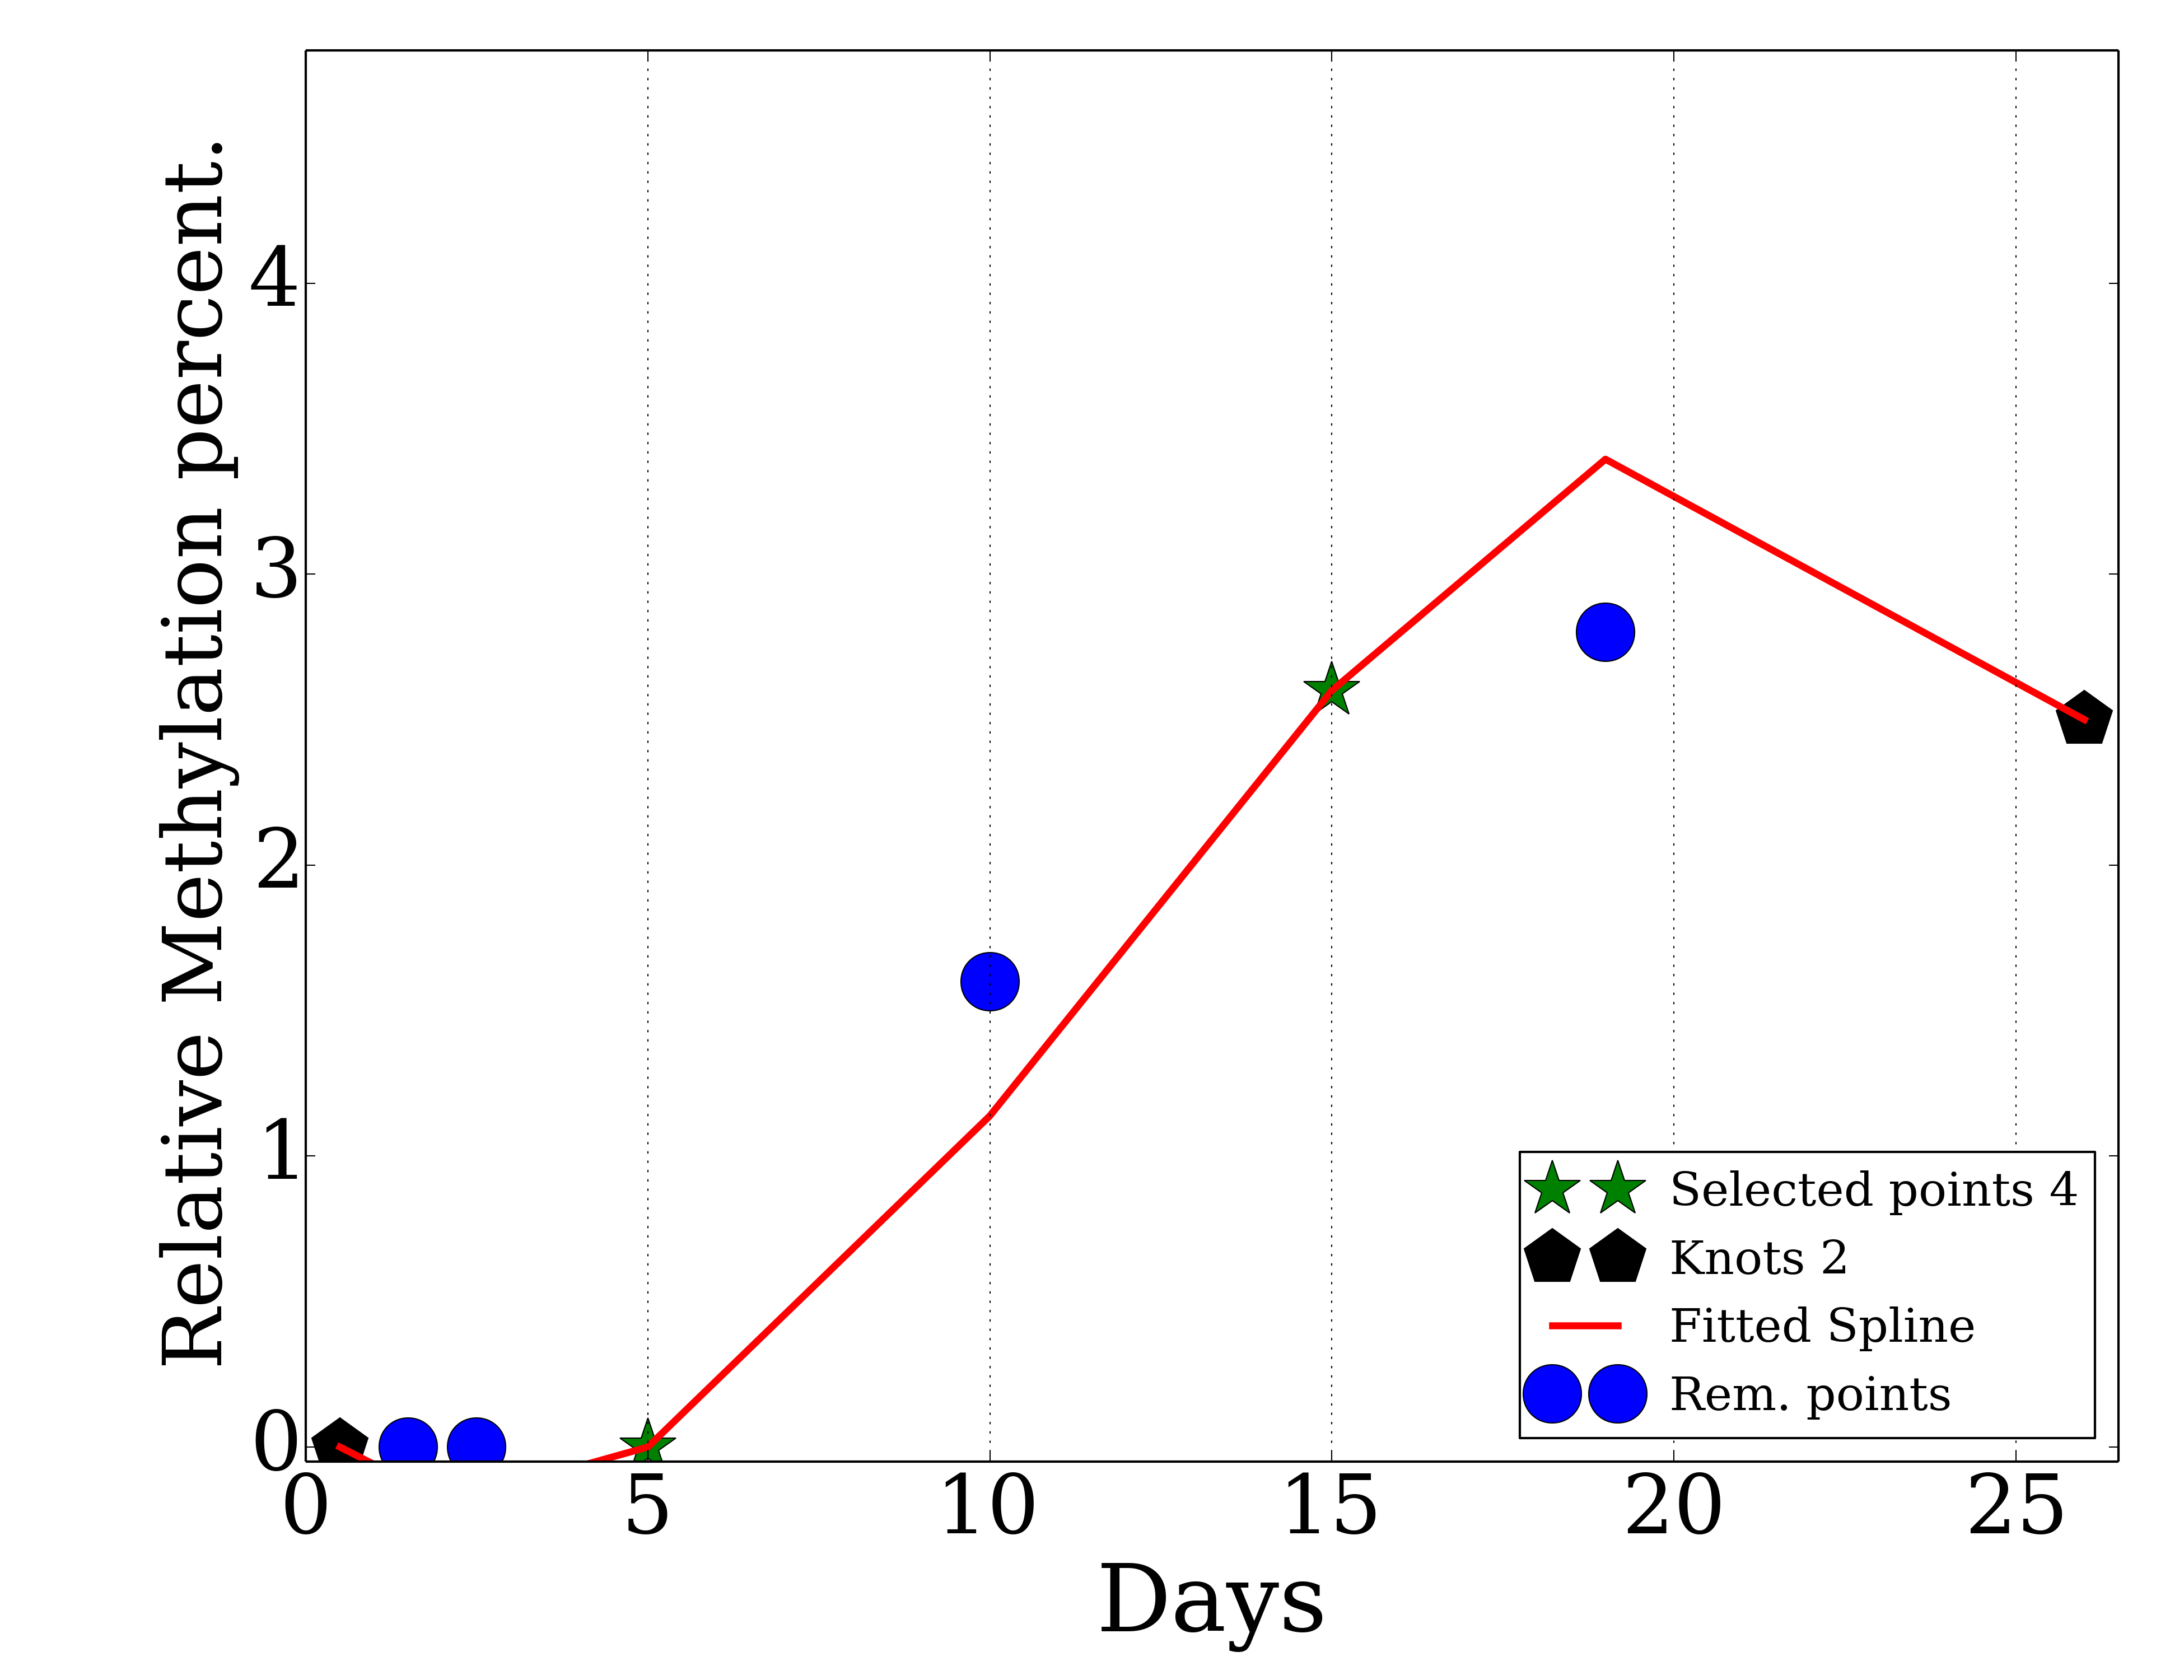 Relative Methylation percent.
4
3
2
1
0
0 5 10 15 20 25
Days
Selected points 4
Knots 2
Fitted Spline
Rem. points